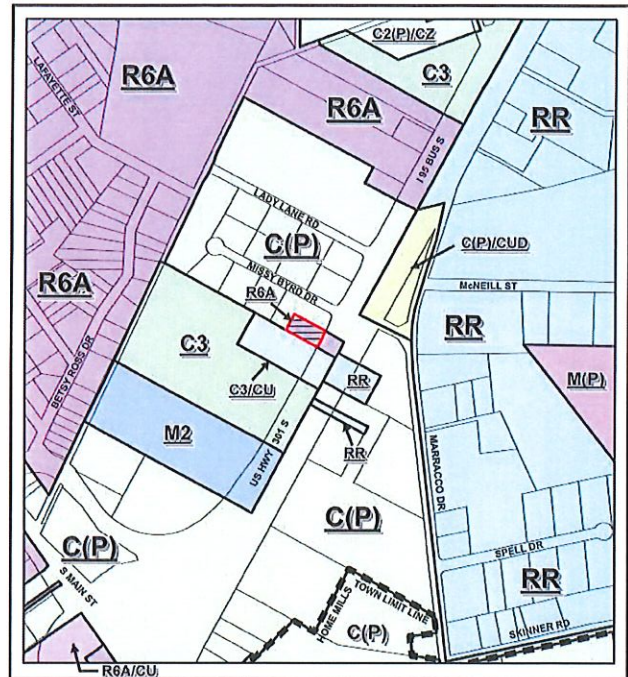 C2(P)/CZ
LAFAYETTE ST
R6A
C3
R6A
RR
I 95 BUS S
LADY LANE RD
C(P)
C(P)/CUD
MISSY BYRD DR
R6A
McNEILL ST
R6A
RR
C3
BETSY ROSS DR
C3/CU
RR
M(P)
M2
US HWY 301 S
RR
MARRACCO DR
C(P)
C(P)
SPELL DR
S MAIN ST
RR
HOME MILLS
TOWN LIMIT LINE
C(P)
SKINNER RD
R6A/CU